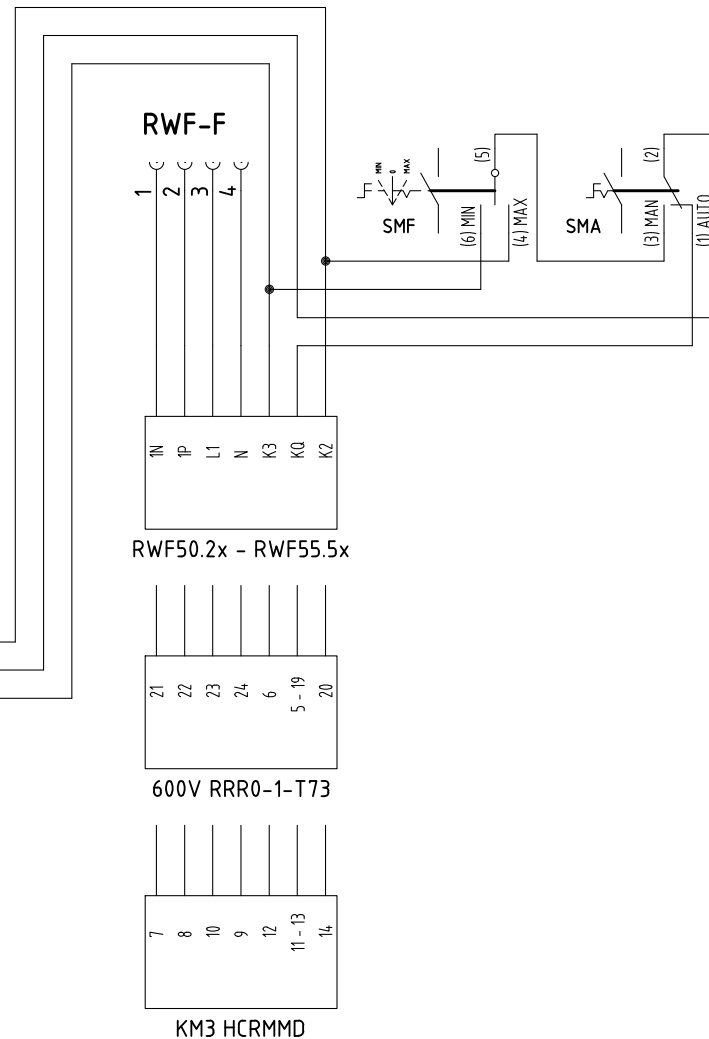 RWF-F
1
2
3
4
MIN
0
MAX
SMF
(5)
(6) MIN
(4) MAX
SMA
(2)
(3) MAN
(1) AUTO
1N
1P
L1
N
K3
KQ
K2
RWF50.2x - RWF55.5x
21
22
23
24
6
5 - 19
20
600V RRR0-1-T73
7
8
10
9
12
11 - 13
14
KM3 HCRMMD